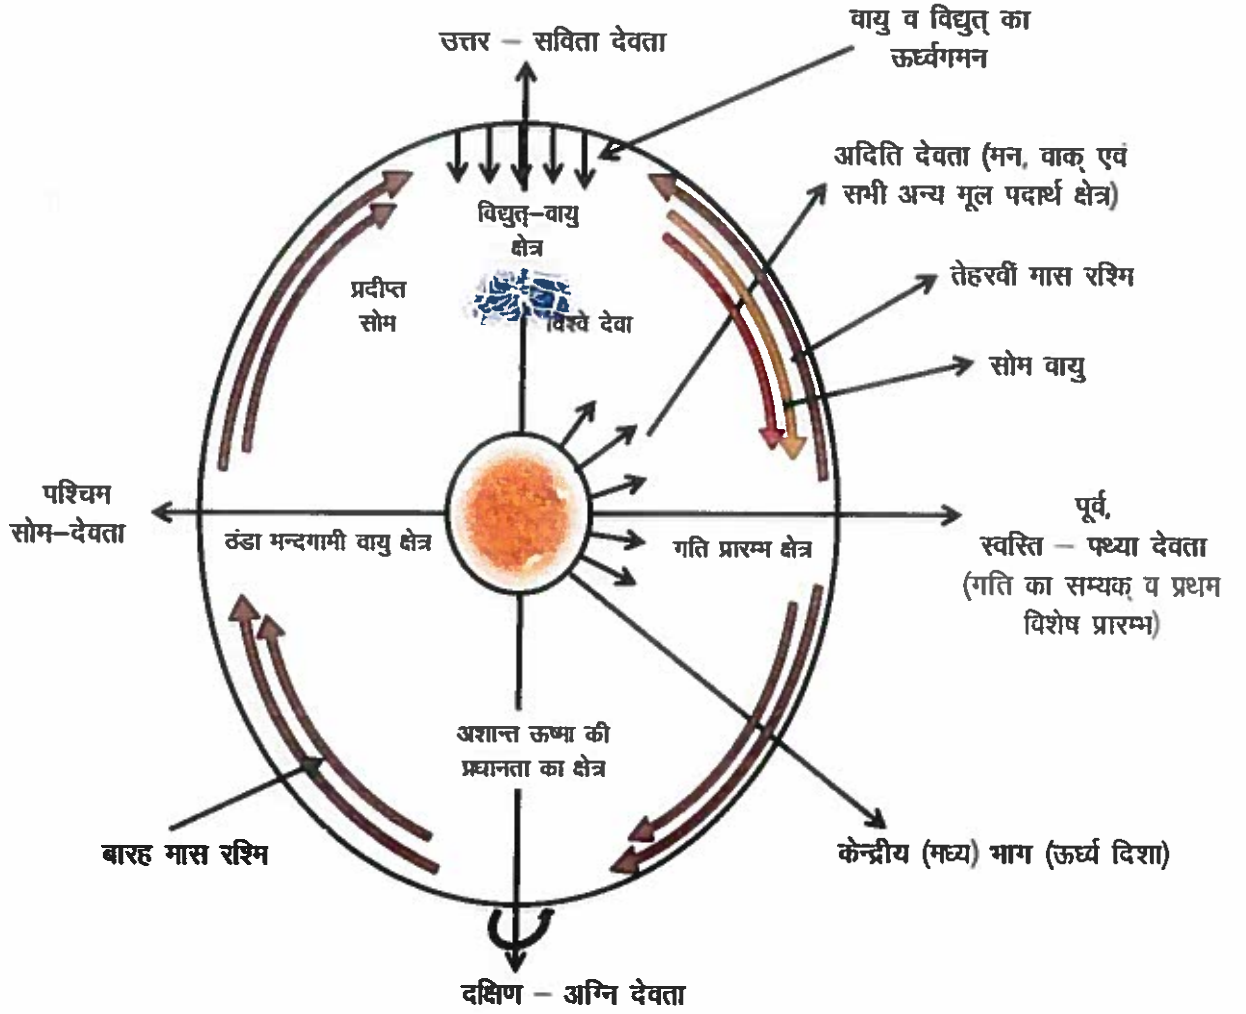 उत्तर – सविता देवता
वायु व विद्युत् का
ऊर्ध्वगमन
अदिति देवता (मन, वाक् एवं
सभी अन्य मूल पदार्थ क्षेत्र)
विद्युत्–वायु
क्षेत्र
प्रदीप्त
सोम
विश्वे देवा
तेहरवीं मास रश्मि
सोम वायु
पश्चिम
सोम–देवता
ठंडा मन्दगामी वायु क्षेत्र
गति प्रारम्भ क्षेत्र
पूर्व,
स्वस्ति – पथ्या देवता
(गति का सम्यक् व प्रथम
विशेष प्रारम्भ)
अशान्त ऊष्मा की
प्रधानता का क्षेत्र
बारह मास रश्मि
केन्द्रीय (मध्य) भाग (ऊर्ध्व दिशा)
दक्षिण – अग्नि देवता